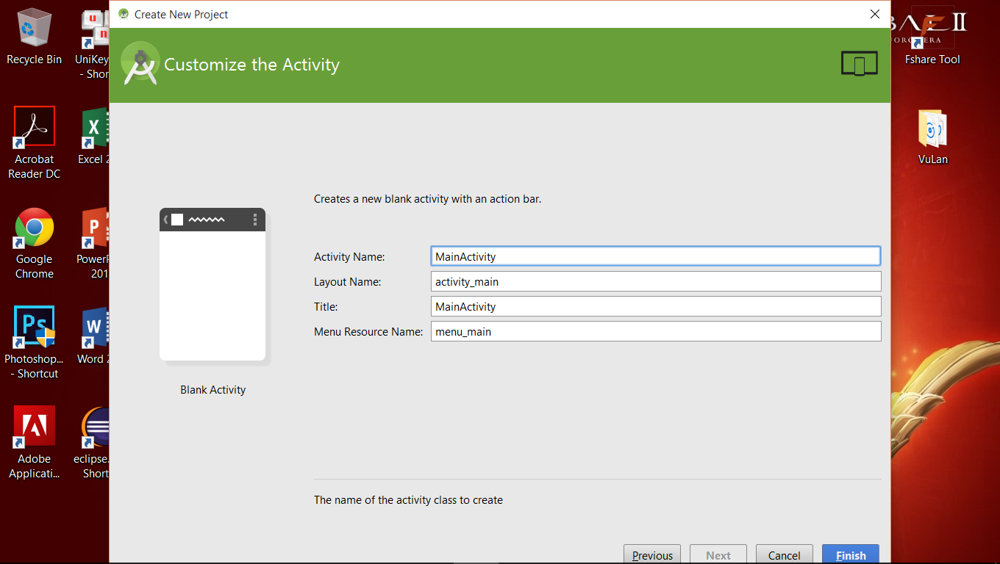 Create New Project
Customize the Activity
Creates a new blank activity with an action bar.
Activity Name: MainActivity
Layout Name: activity_main
Title: MainActivity
Menu Resource Name: menu_main
Blank Activity
The name of the activity class to create
Previous Next Cancel Finish
Recycle Bin
UniKey
- Shor
Acrobat
Reader DC
Excel 2
Google
Chrome
PowerP
201
Photoshop...
- Shortcut
Word 2
Adobe
Applicati...
eclipse.
Short
Fshare Tool
VuLan